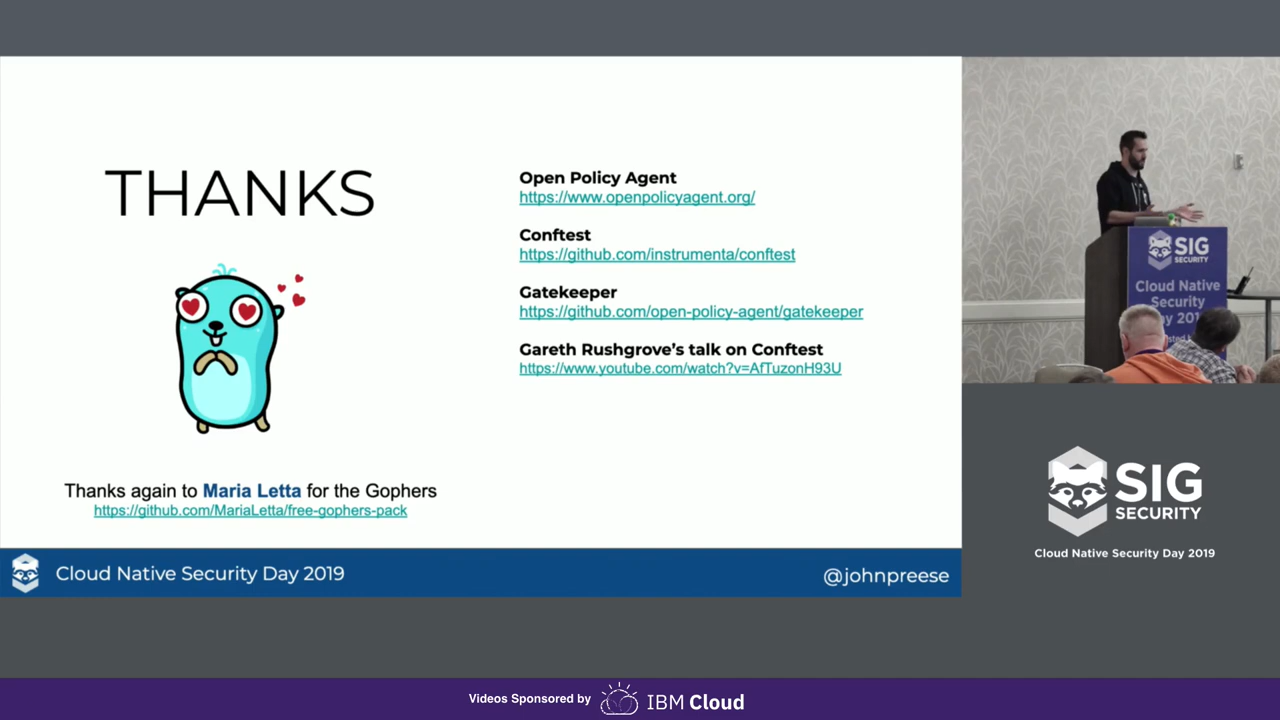 THANKS
Thanks again to Maria Letta for the Gophers
https://github.com/MariaLetta/free-gophers-pack
Open Policy Agent
https://www.openpolicyagent.org/
Conftest
https://github.com/instrumenta/conftest
Gatekeeper
https://github.com/open-policy-agent/gatekeeper
Gareth Rushgrove’s talk on Conftest
https://www.youtube.com/watch?v=AfTuzonH93U
Cloud Native Security Day 2019
@johnpreese
SIG
SECURITY
Cloud Native
Security
SIG
SECURITY
Cloud Native Security Day 2019
Videos Sponsored by
IBM Cloud